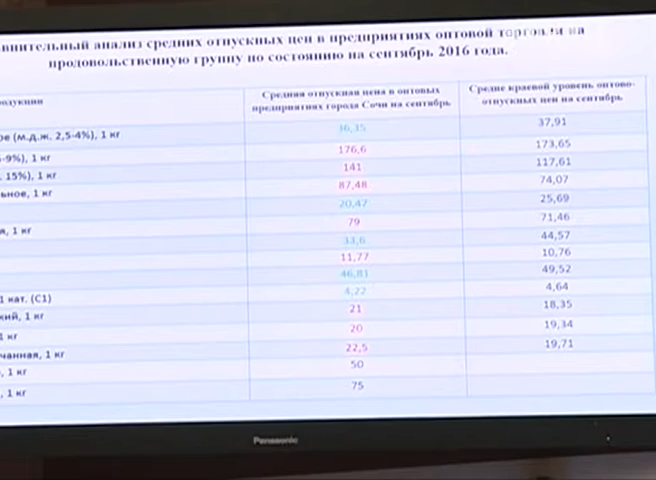 внительный анализ средних отпускных цен в предприятиях оптовой торговли на
продовольственную группу по состоянию на сентябрь 2016 года.
одукции
Средняя отпускная цена в оптовых
предприятиях города Сочи на сентябрь
Средне краевой уровень оптово-
отпускных цен на сентябрь
ое (м.д.ж. 2,5-4%), 1 кг 36,35 37,91
-9%), 1 кг 176,6 173,65
. 15%), 1 кг 141 117,61
ьное, 1 кг 87,48 74,07
20,47 25,69
я, 1 кг 79 71,46
33,6 44,57
11,77 10,76
46,81 49,52
1 кат. (С1) 4,22 4,64
кий, 1 кг 21 18,35
1 кг 20 19,34
чанная, 1 кг 22,5 19,71
, 1 кг 50
, 1 кг 75
Panasonic